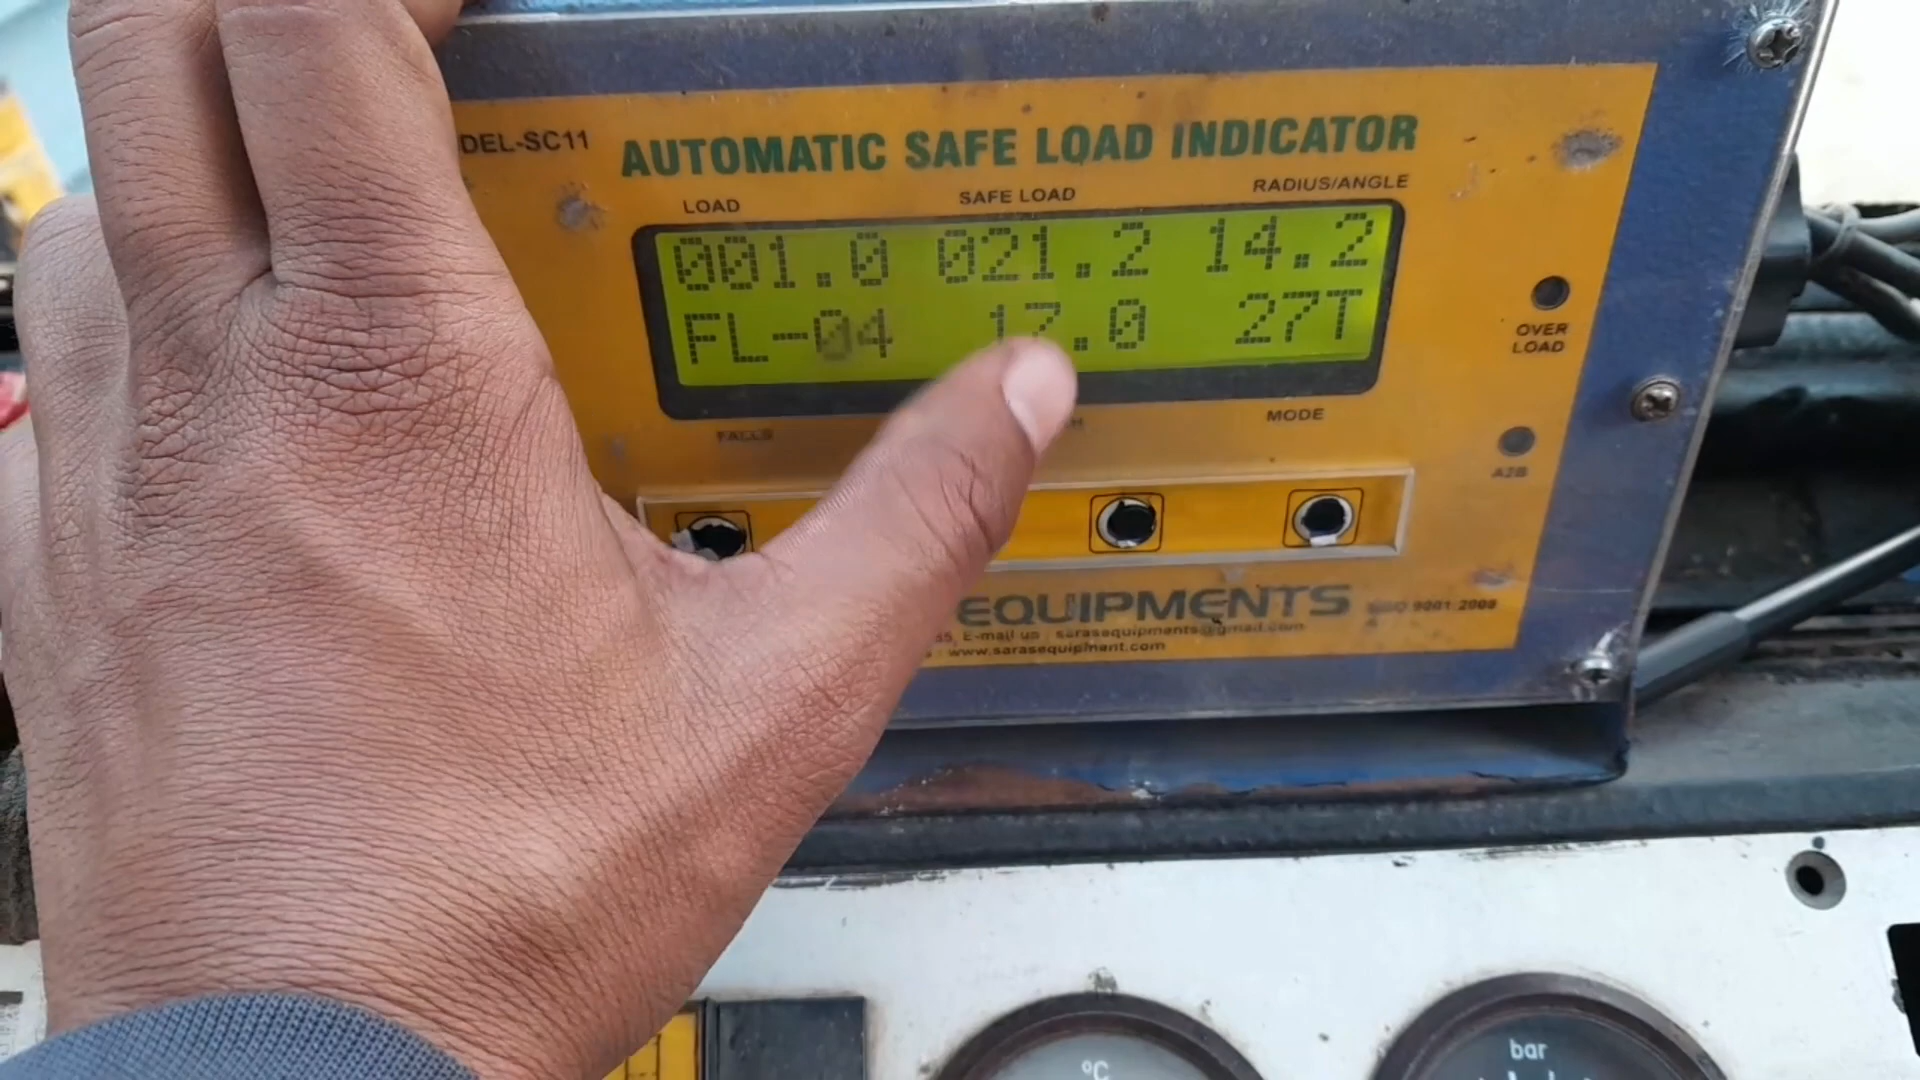 DEL-SC11
AUTOMATIC SAFE LOAD INDICATOR
LOAD SAFE LOAD RADIUS/ANGLE
001.0 021.2 14.2
FL-04 17.0 27T
OVER
LOAD
FALLS MODE
A2B
EQUIPMENTS ISO 9001:2008
E-mail us : sarasequipments@gmail.com
www.sarasequipment.com
°C
bar